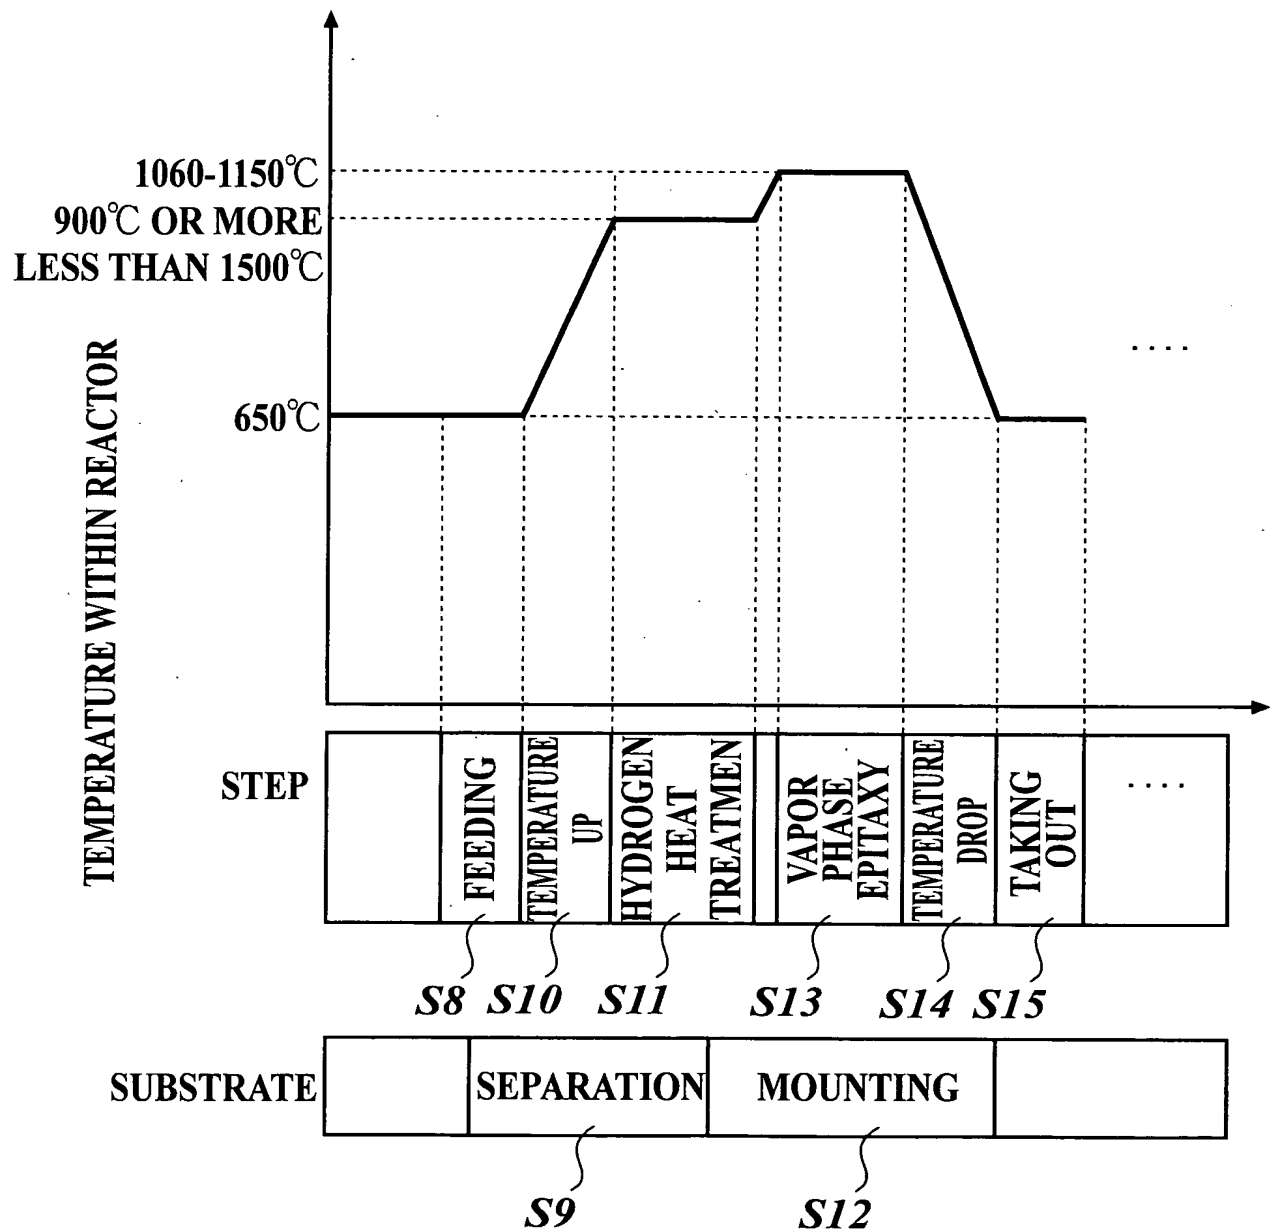 1060-1150℃
900℃ OR MORE
LESS THAN 1500℃
650℃
TEMPERATURE WITHIN REACTOR
....
STEP
FEEDING
TEMPERATURE
UP
HYDROGEN
HEAT
TREATMEN
VAPOR
PHASE
EPITAXY
TEMPERATURE
DROP
TAKING
OUT
....
S8
S10
S11
S13
S14
S15
SUBSTRATE
SEPARATION
MOUNTING
S9
S12